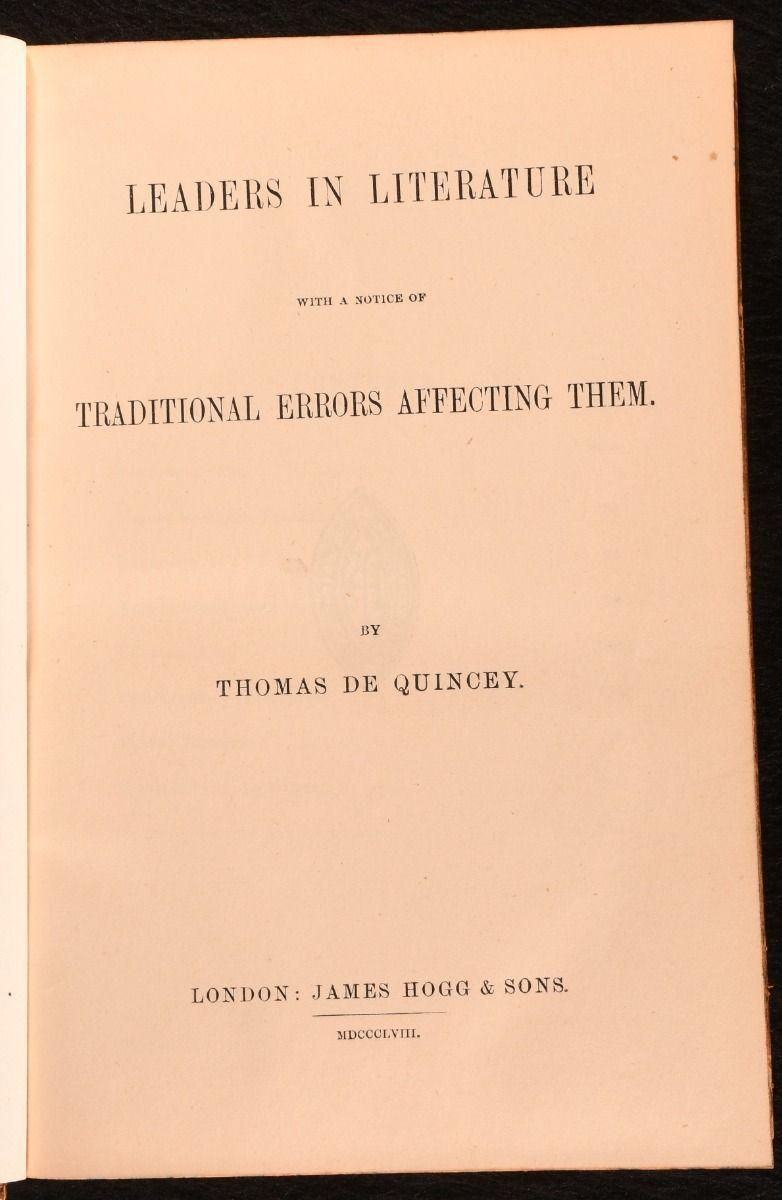 LEADERS IN LITERATURE
WITH A NOTICE OF
TRADITIONAL ERRORS AFFECTING THEM.
BY
THOMAS DE QUINCEY.
LONDON: JAMES HOGG & SONS.
MDCCCLVIII.